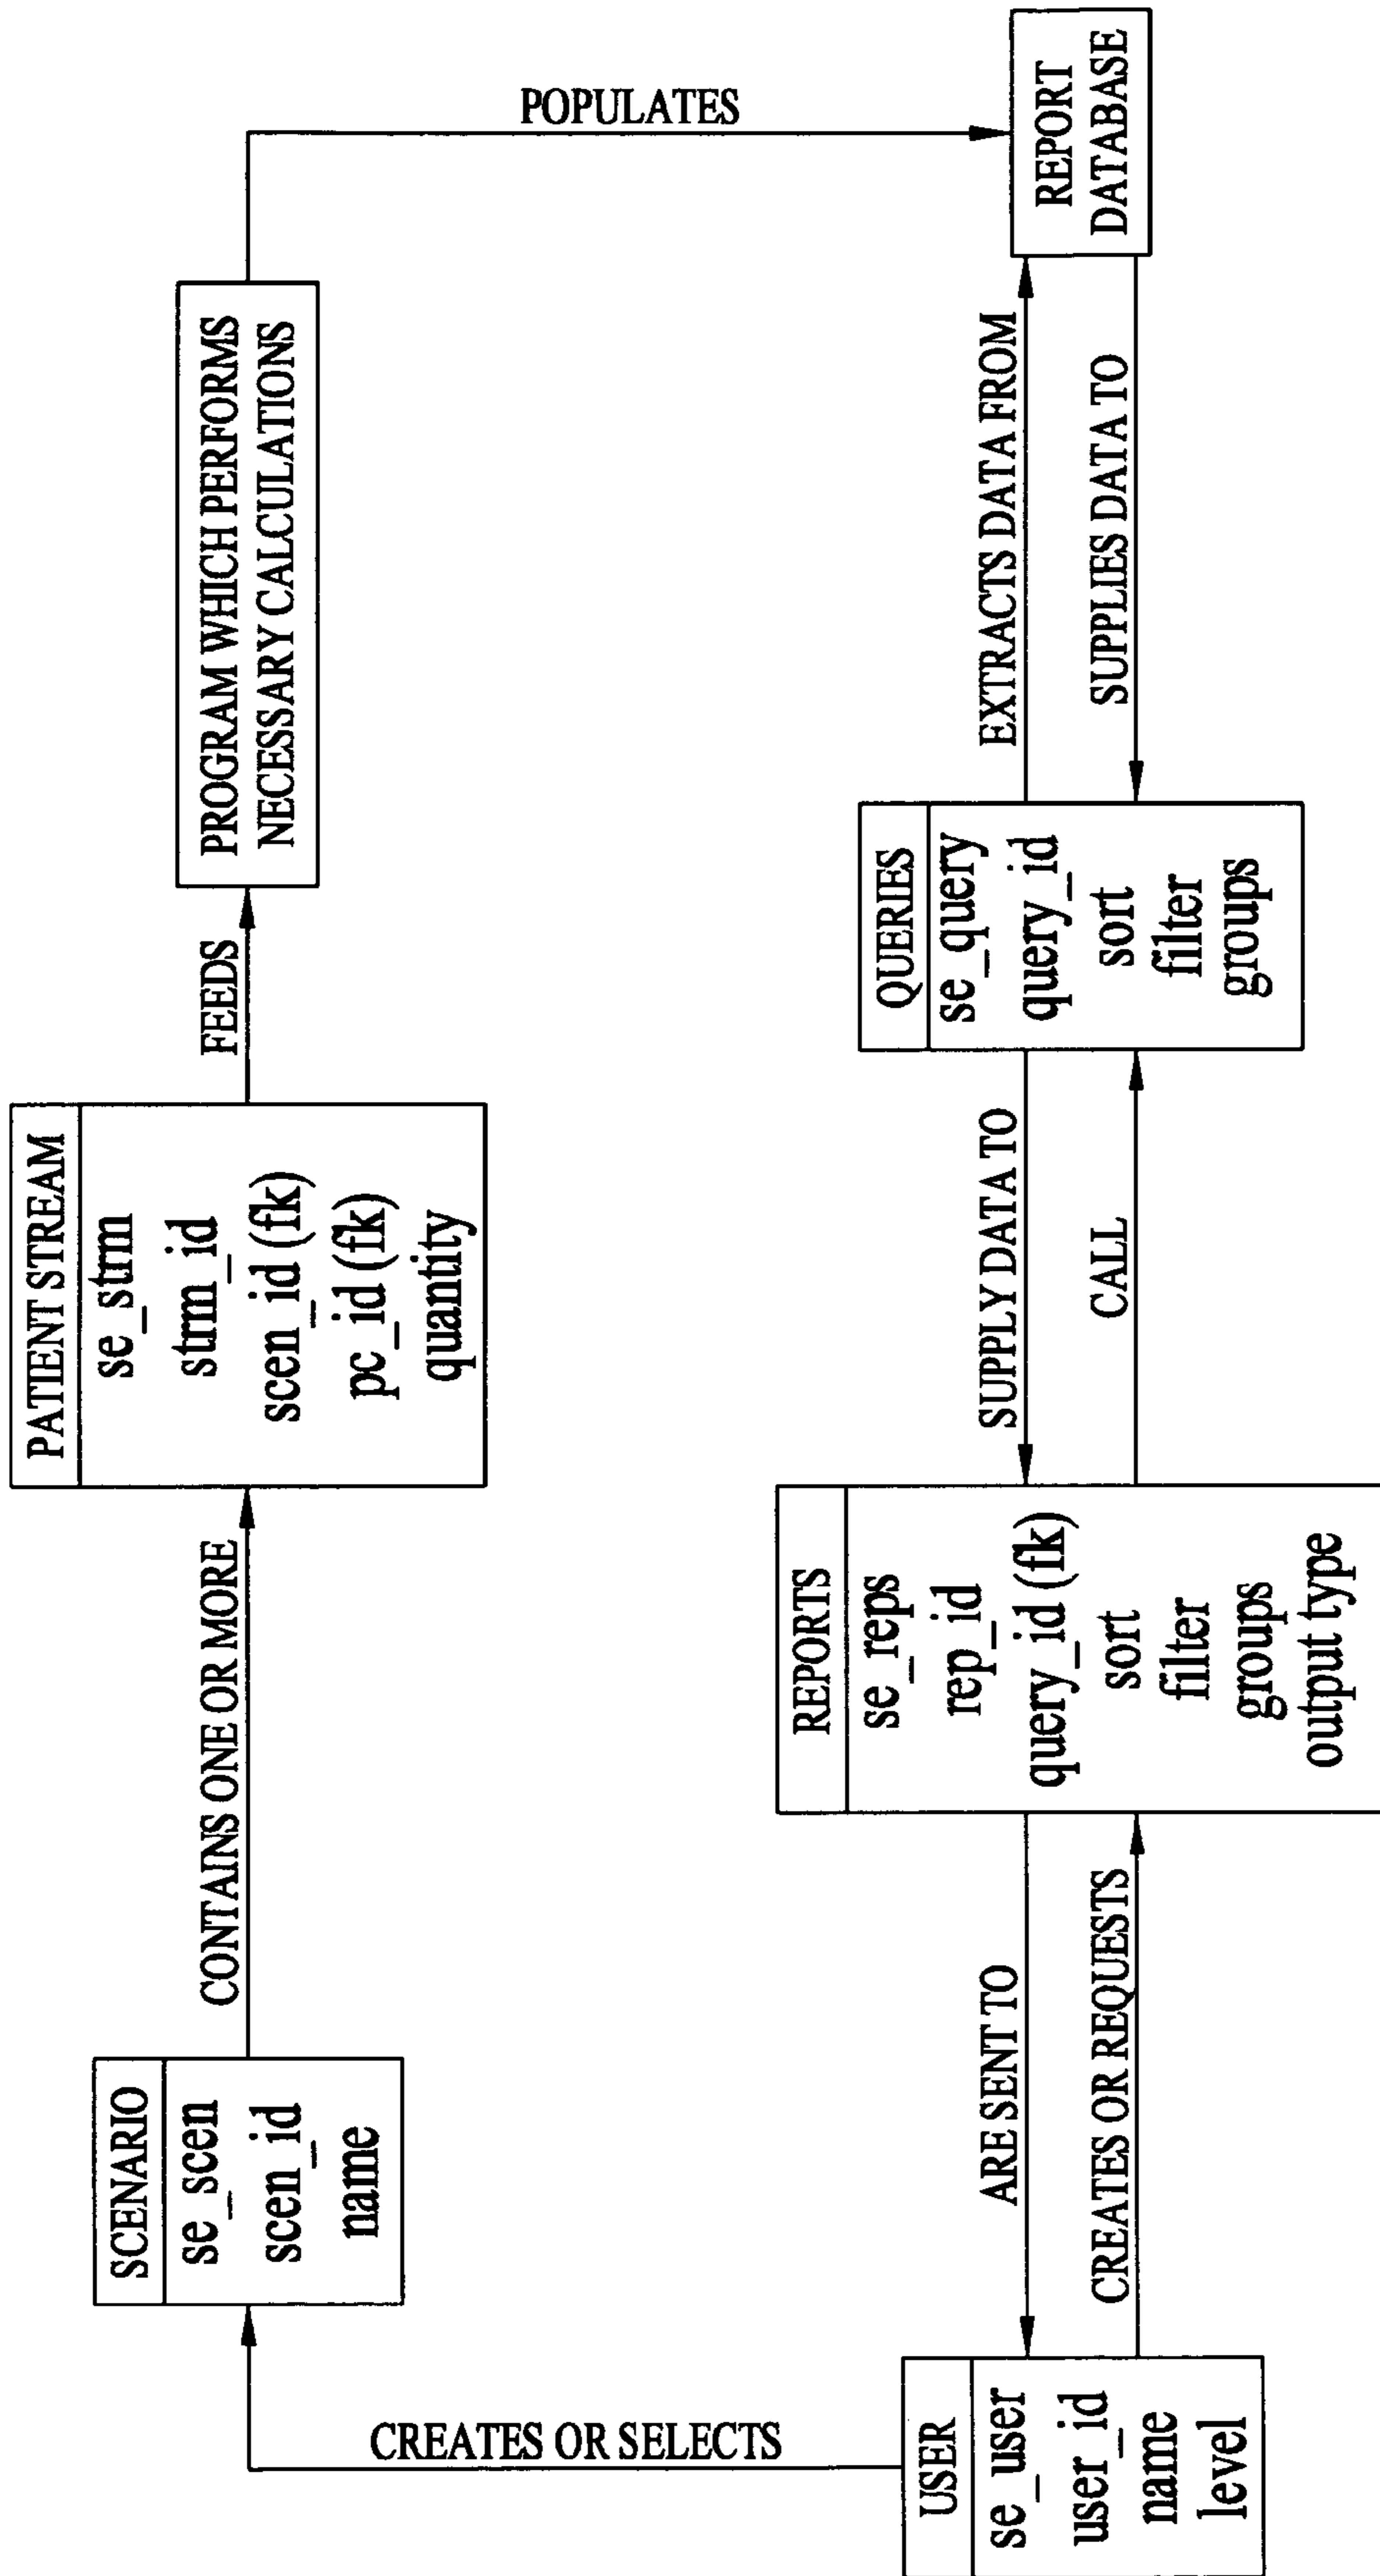 PATIENT STREAM
se_strm
strm_id
scen_id (fk)
pc_id (fk)
quantity
SCENARIO
se_scen
scen_id
name
CONTAINS ONE OR MORE
FEEDS
PROGRAM WHICH PERFORMS
NECESSARY CALCULATIONS
CREATES OR SELECTS
POPULATES
USER
se_user
user_id
name
level
ARE SENT TO
CREATES OR REQUESTS
REPORTS
se_reps
rep_id
query_id (fk)
sort
filter
groups
output type
SUPPLY DATA TO
CALL
QUERIES
se_query
query_id
sort
filter
groups
EXTRACTS DATA FROM
SUPPLIES DATA TO
REPORT
DATABASE